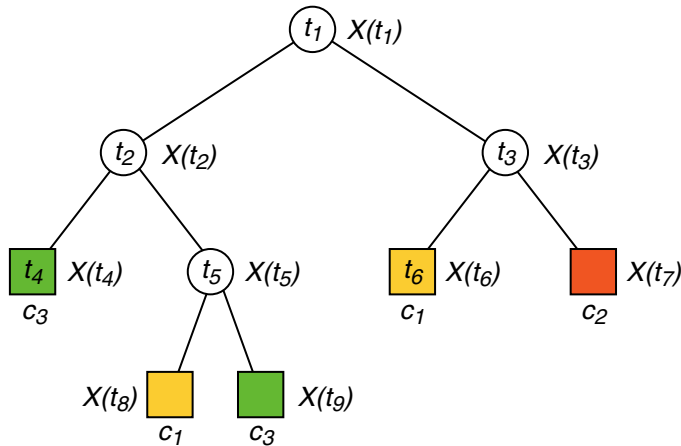 t1 X(t1)
t2 X(t2) t3 X(t3)
t4 X(t4) t5 X(t5) t6 X(t6) X(t7)
c3 c1 c2
X(t8) X(t9)
c1 c3